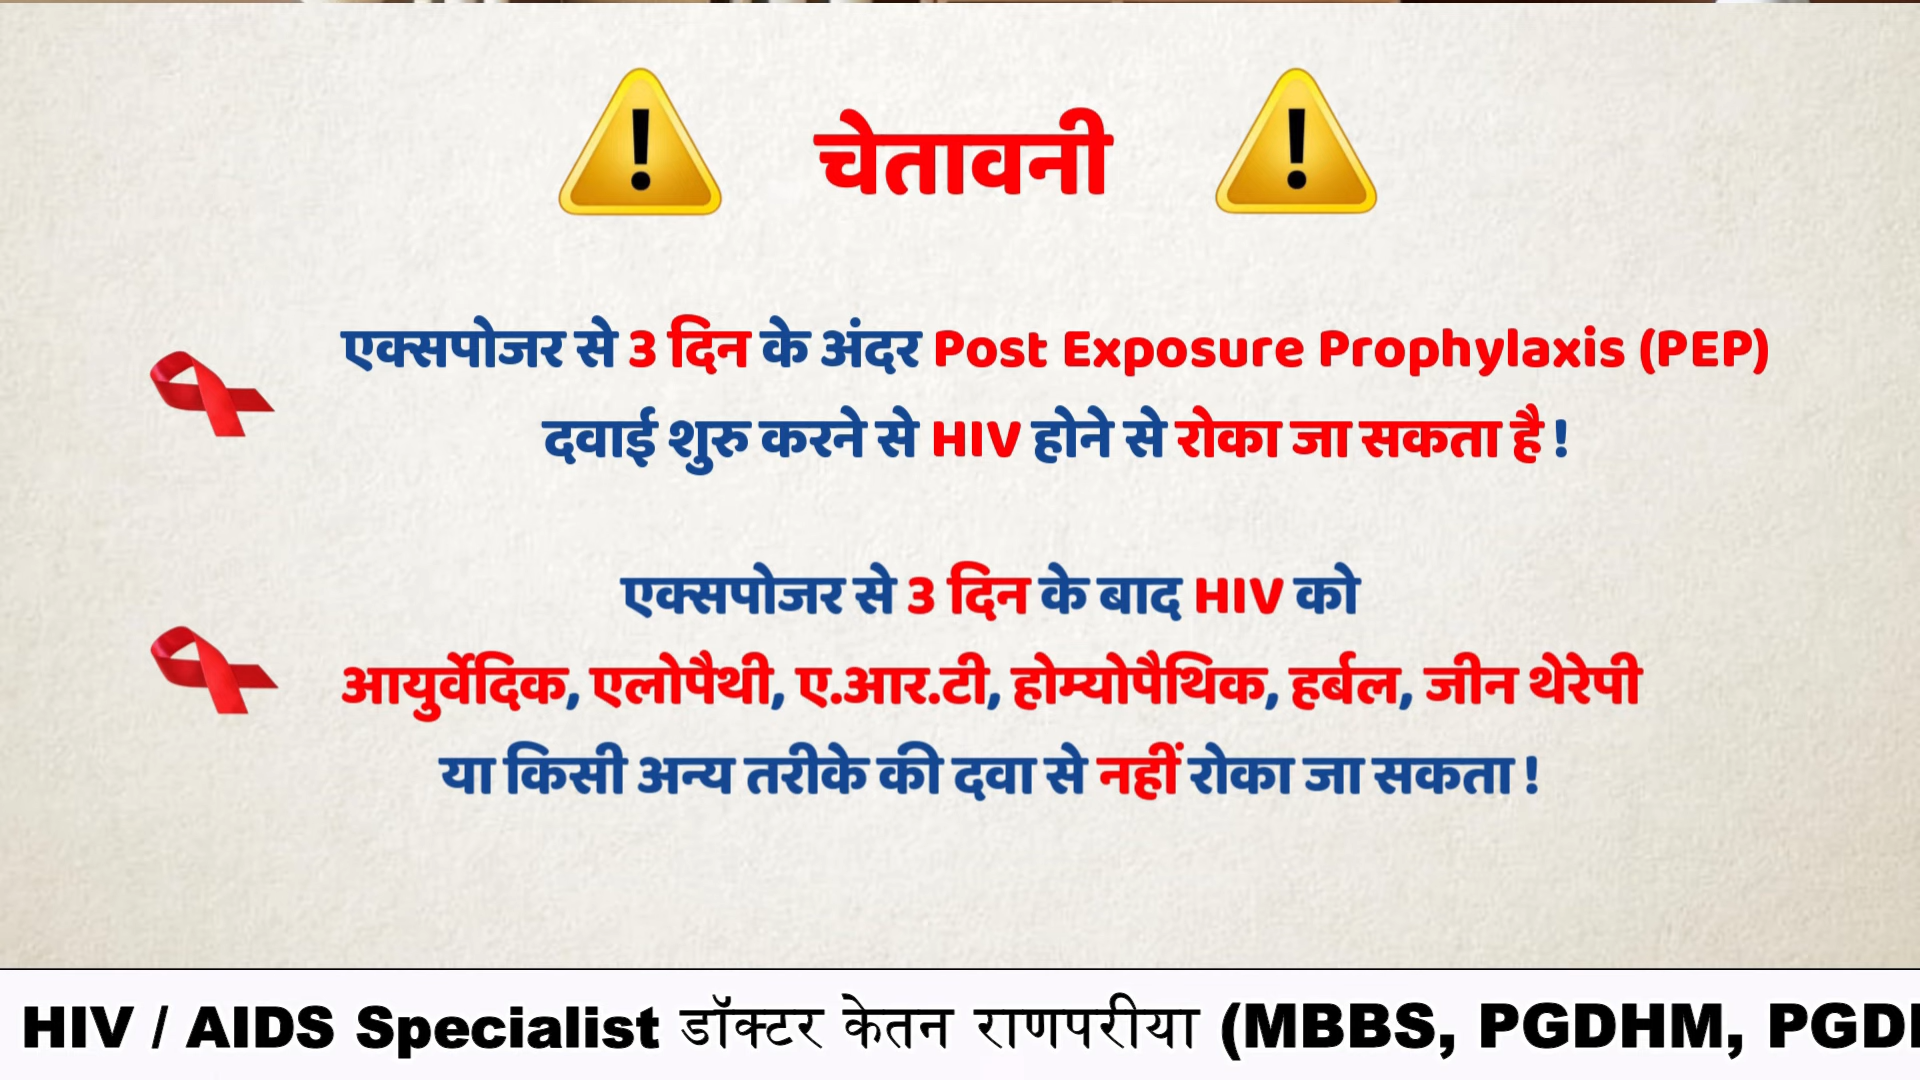 चेतावनी
एक्सपोजर से 3 दिन के अंदर Post Exposure Prophylaxis (PEP)
दवाई शुरु करने से HIV होने से रोका जा सकता है !
एक्सपोजर से 3 दिन के बाद HIV को
आयुर्वेदिक, एलोपैथी, ए.आर.टी, होम्योपैथिक, हर्बल, जीन थेरेपी
या किसी अन्य तरीके की दवा से नहीं रोका जा सकता !
HIV / AIDS Specialist डॉक्टर केतन राणपरीया (MBBS, PGDHM,